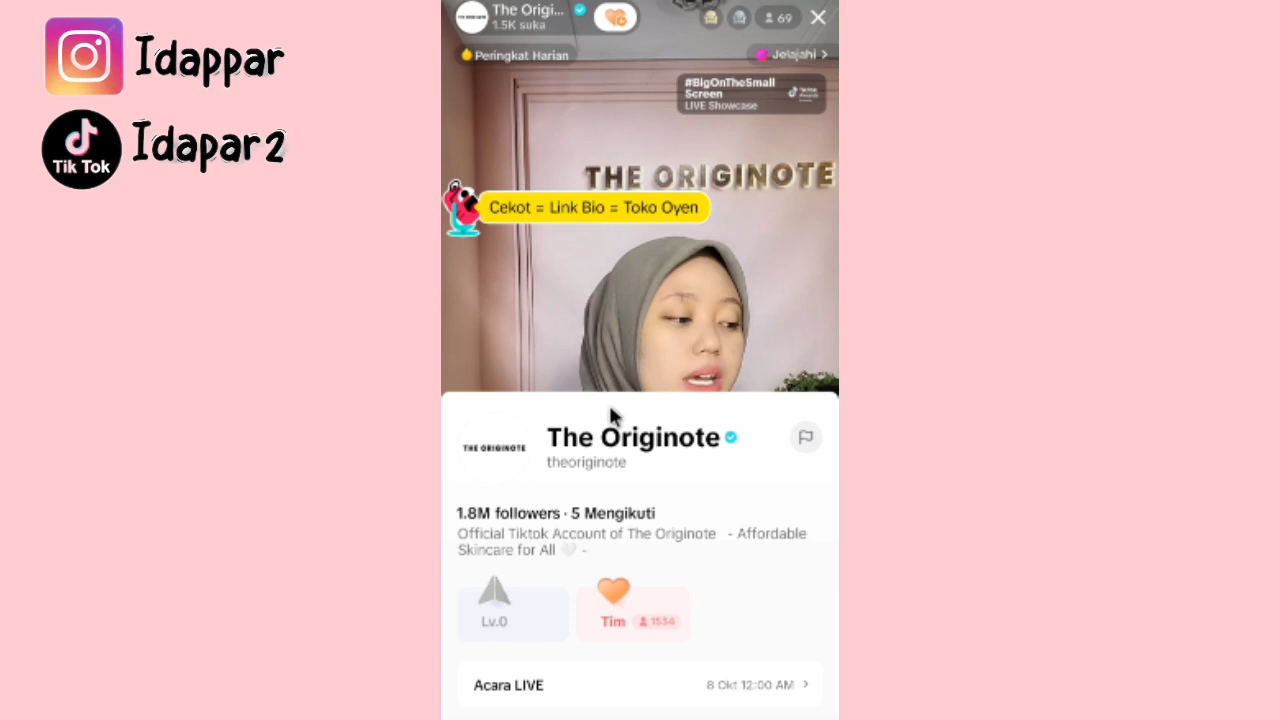 Idappar
Tik Tok
Idapar2
The Origi...
1.5K suka
69
Peringkat Harian
Jelajahi >
#BigOnTheSmall
Screen
LIVE Showcase
THE ORIGINOTE
Cekot = Link Bio = Toko Oyen
THE ORIGINOTE
The Originote
theoriginote
1.8M followers · 5 Mengikuti
Official Tiktok Account of The Originote - Affordable
Skincare for All 🤍 -
Lv.0
Tim 1534
Acara LIVE
8 Okt 12:00 AM >